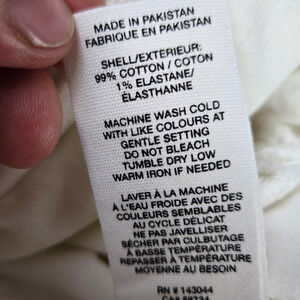 MADE IN PAKISTAN
FABRIQUE EN PAKISTAN
SHELL/EXTÉRIEUR:
99% COTTON / COTON
1% ELASTANE/
ÉLASTHANNE
MACHINE WASH COLD
WITH LIKE COLOURS AT
GENTLE SETTING
DO NOT BLEACH
TUMBLE DRY LOW
WARM IRON IF NEEDED
LAVER À LA MACHINE
À L'EAU FROIDE AVEC DES
COULEURS SEMBLABLES
AU CYCLE DÉLICAT
NE PAS JAVELLISER
SÉCHER PAR CULBUTAGE
À BASSE TEMPÉRATURE
REPASSER À TEMPÉRATURE
MOYENNE AU BESOIN
RN # 143044
CA#